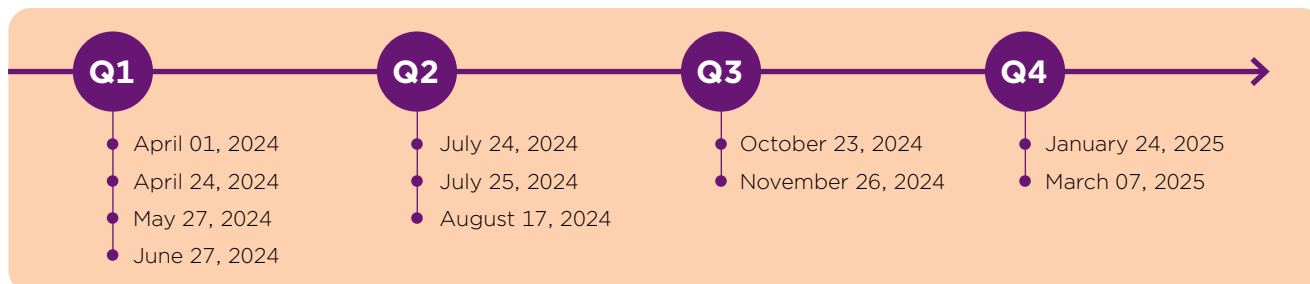 Q1
April 01, 2024
April 24, 2024
May 27, 2024
June 27, 2024
Q2
July 24, 2024
July 25, 2024
August 17, 2024
Q3
October 23, 2024
November 26, 2024
Q4
January 24, 2025
March 07, 2025